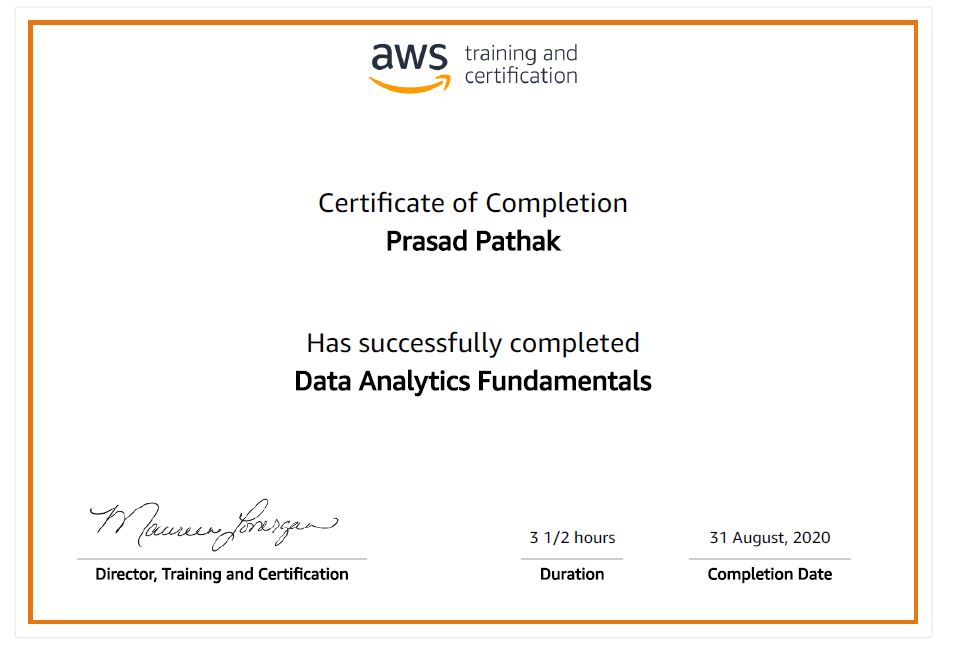 aws training and
certification
Certificate of Completion
Prasad Pathak
Has successfully completed
Data Analytics Fundamentals
Maureen Lonergan
3 1/2 hours
31 August, 2020
Director, Training and Certification
Duration
Completion Date